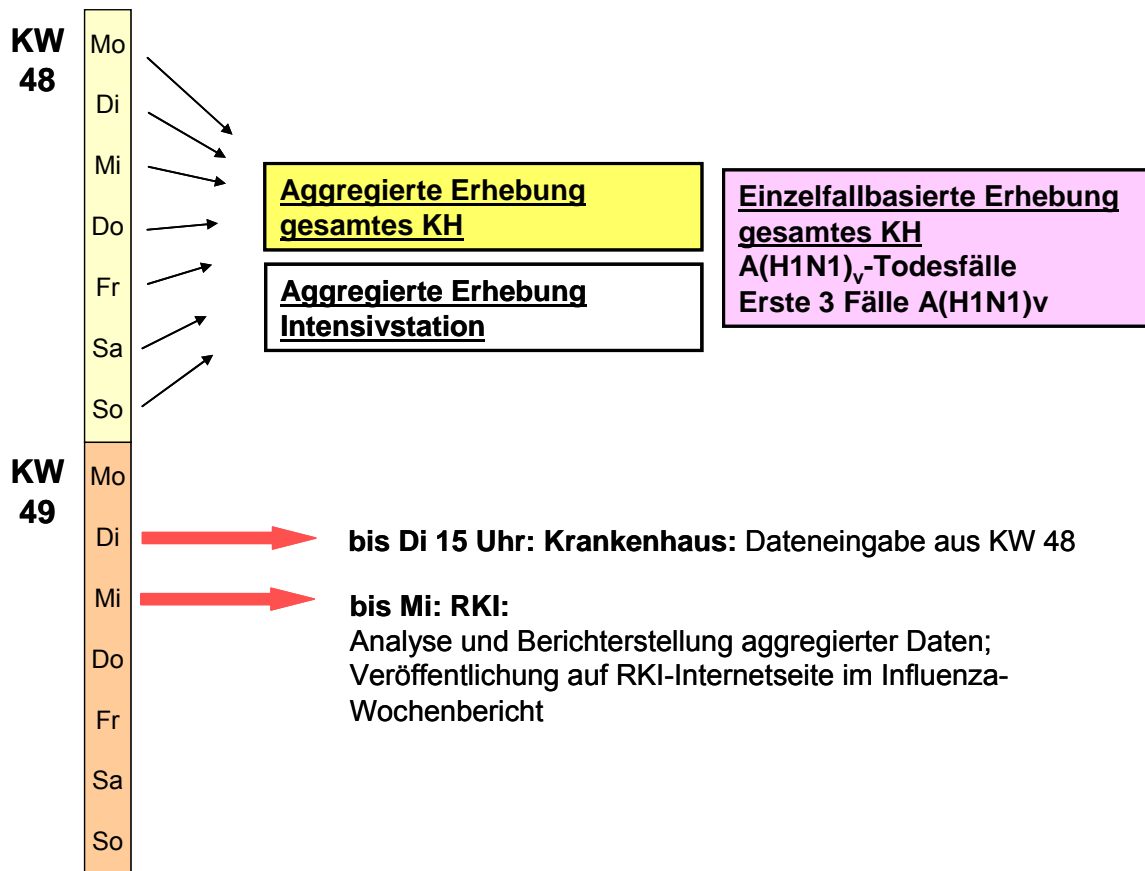 KW
48
Mo
Di
Mi
Do
Fr
Sa
So
Aggregierte Erhebung
gesamtes KH
Aggregierte Erhebung
Intensivstation
Einzelfallbasierte Erhebung
gesamtes KH
A(H1N1)v-Todesfälle
Erste 3 Fälle A(H1N1)v
KW
49
Mo
Di
Mi
Do
Fr
Sa
So
bis Di 15 Uhr: Krankenhaus: Dateneingabe aus KW 48
bis Mi: RKI:
Analyse und Berichterstellung aggregierter Daten;
Veröffentlichung auf RKI-Internetseite im Influenza-
Wochenbericht